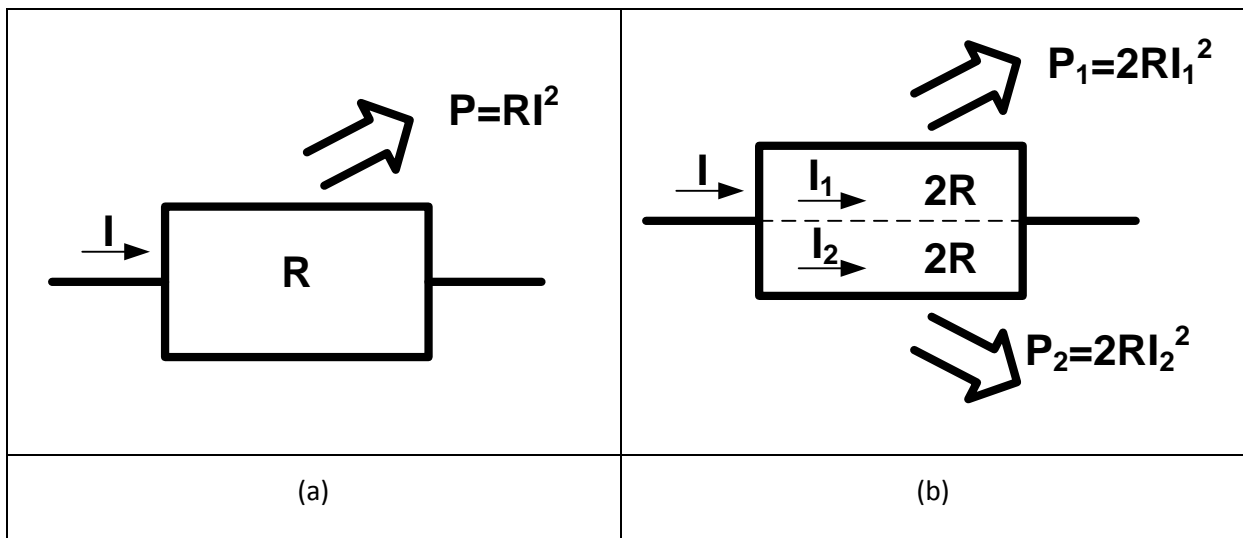 P=RI²
I
R
(a)
P₁=2RI₁²
I
I₁
2R
I₂
2R
P₂=2RI₂²
(b)